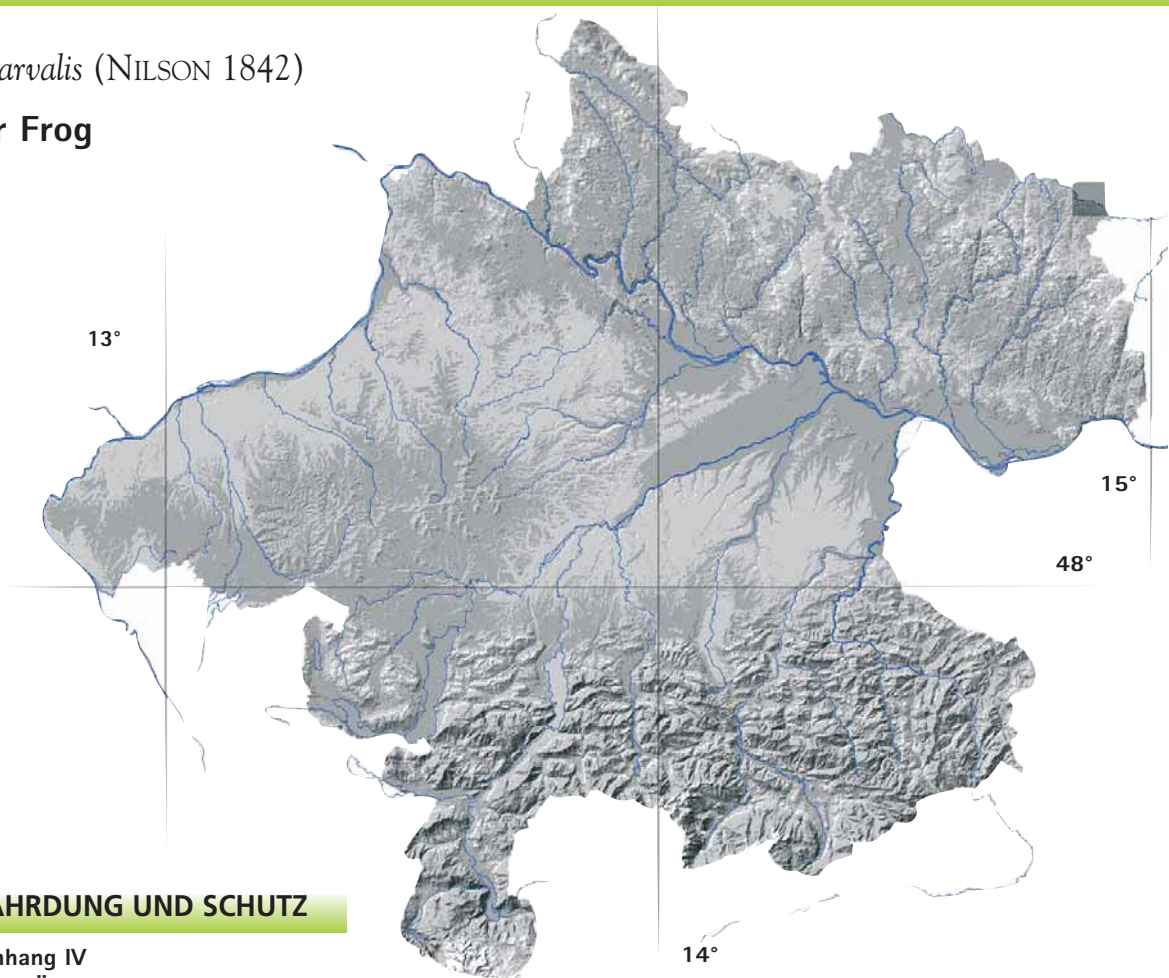 arvalis (NILSON 1842)
r Frog
13°
15°
48°
AHRDUNG UND SCHUTZ
nhang IV
14°